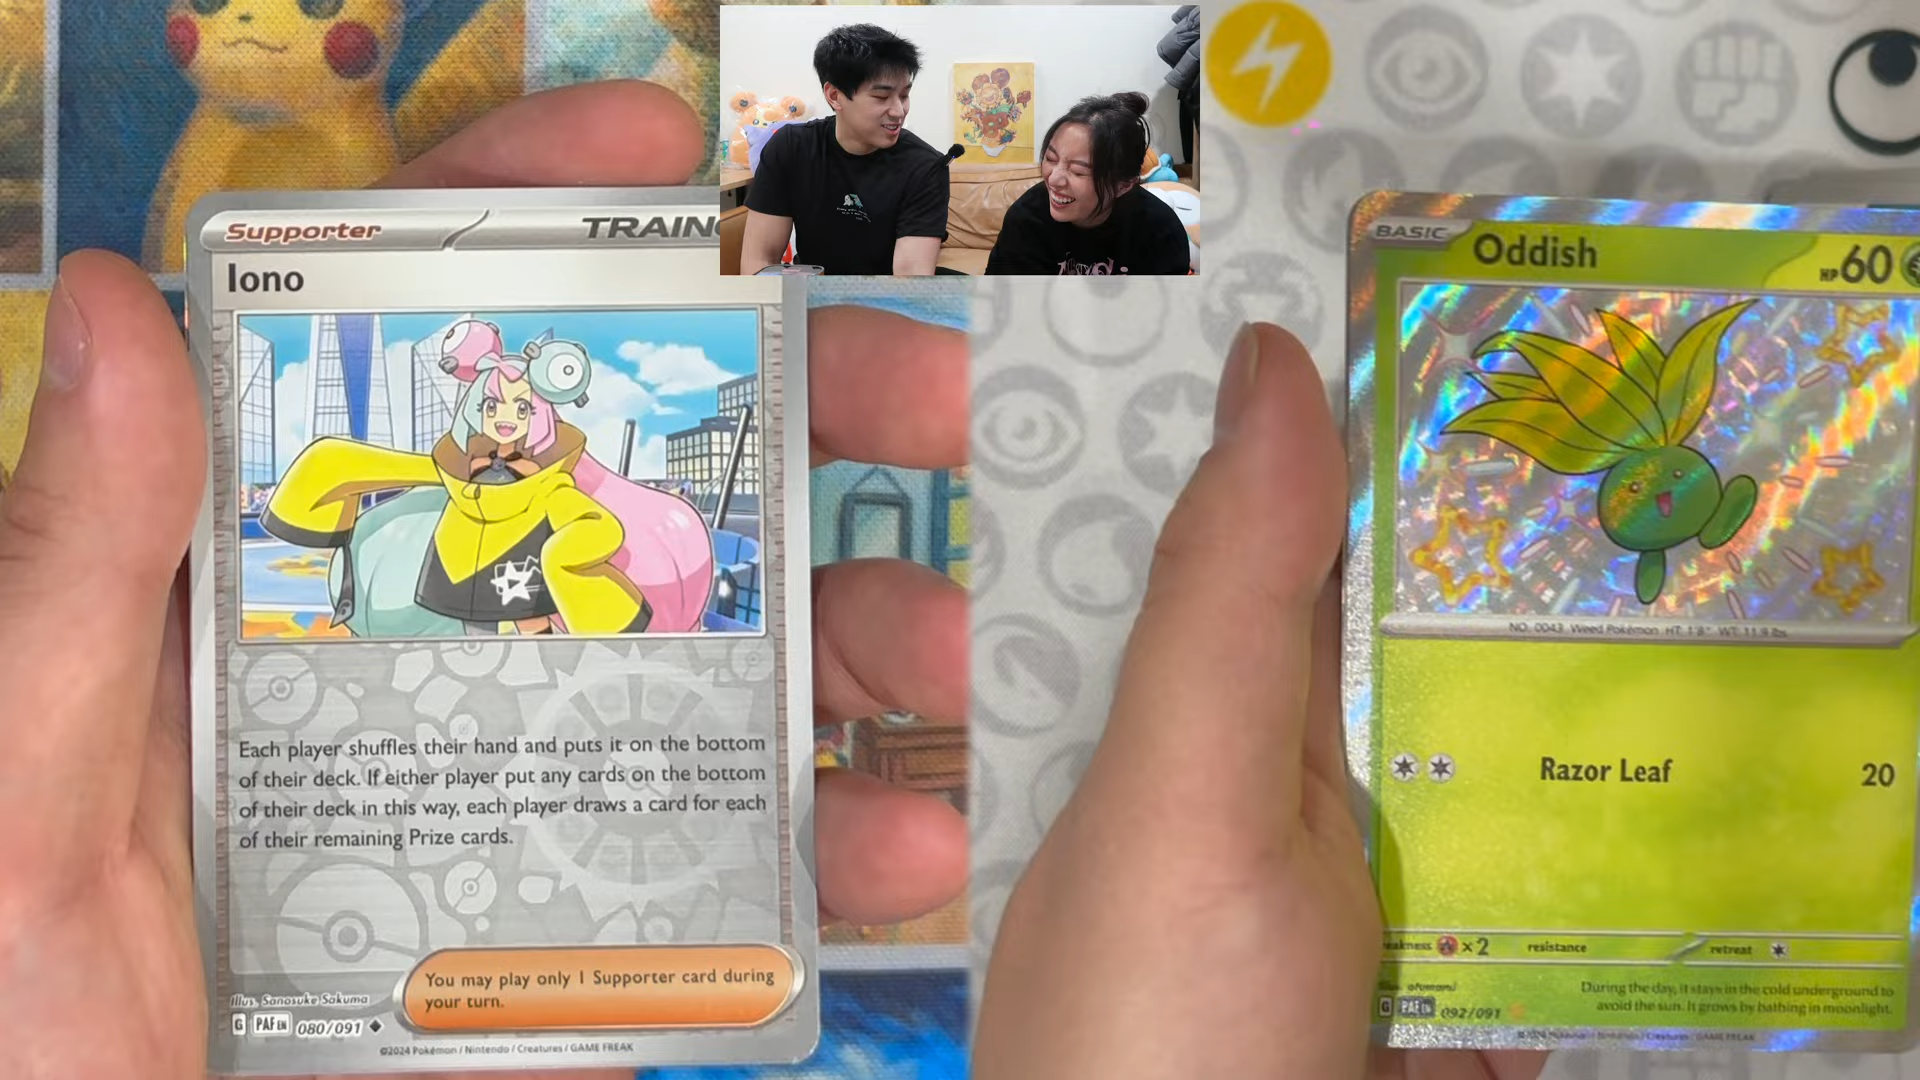 Supporter
TRAIN
Iono
Each player shuffles their hand and puts it on the bottom
of their deck. If either player put any cards on the bottom
of their deck in this way, each player draws a card for each
of their remaining Prize cards.
You may play only 1 Supporter card during
your turn.
Illus. Sanosuke Sakuma
G PAF EN 080/091
©2024 Pokémon / Nintendo / Creatures / GAME FREAK
BASIC
Oddish
HP 60
NO. 0043 Weed Pokémon HT: 1'8" WT: 11.9 lbs
Razor Leaf 20
eakness x2 resistance retreat
During the day, it stays in the cold underground to
avoid the sun. It grows by bathing in moonlight.
G PAF EN 092/091